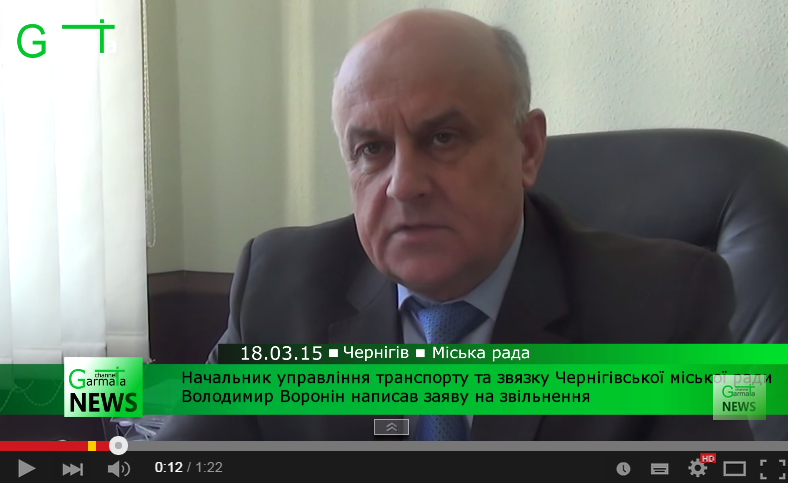 G T
18.03.15 ■ Чернігів ■ Міська рада
channel
Garmata
NEWS
Начальник управління транспорту та звязку Чернігівської міської ради
Володимир Воронін написав заяву на звільнення
Garmata
NEWS
HD
0:12 / 1:22